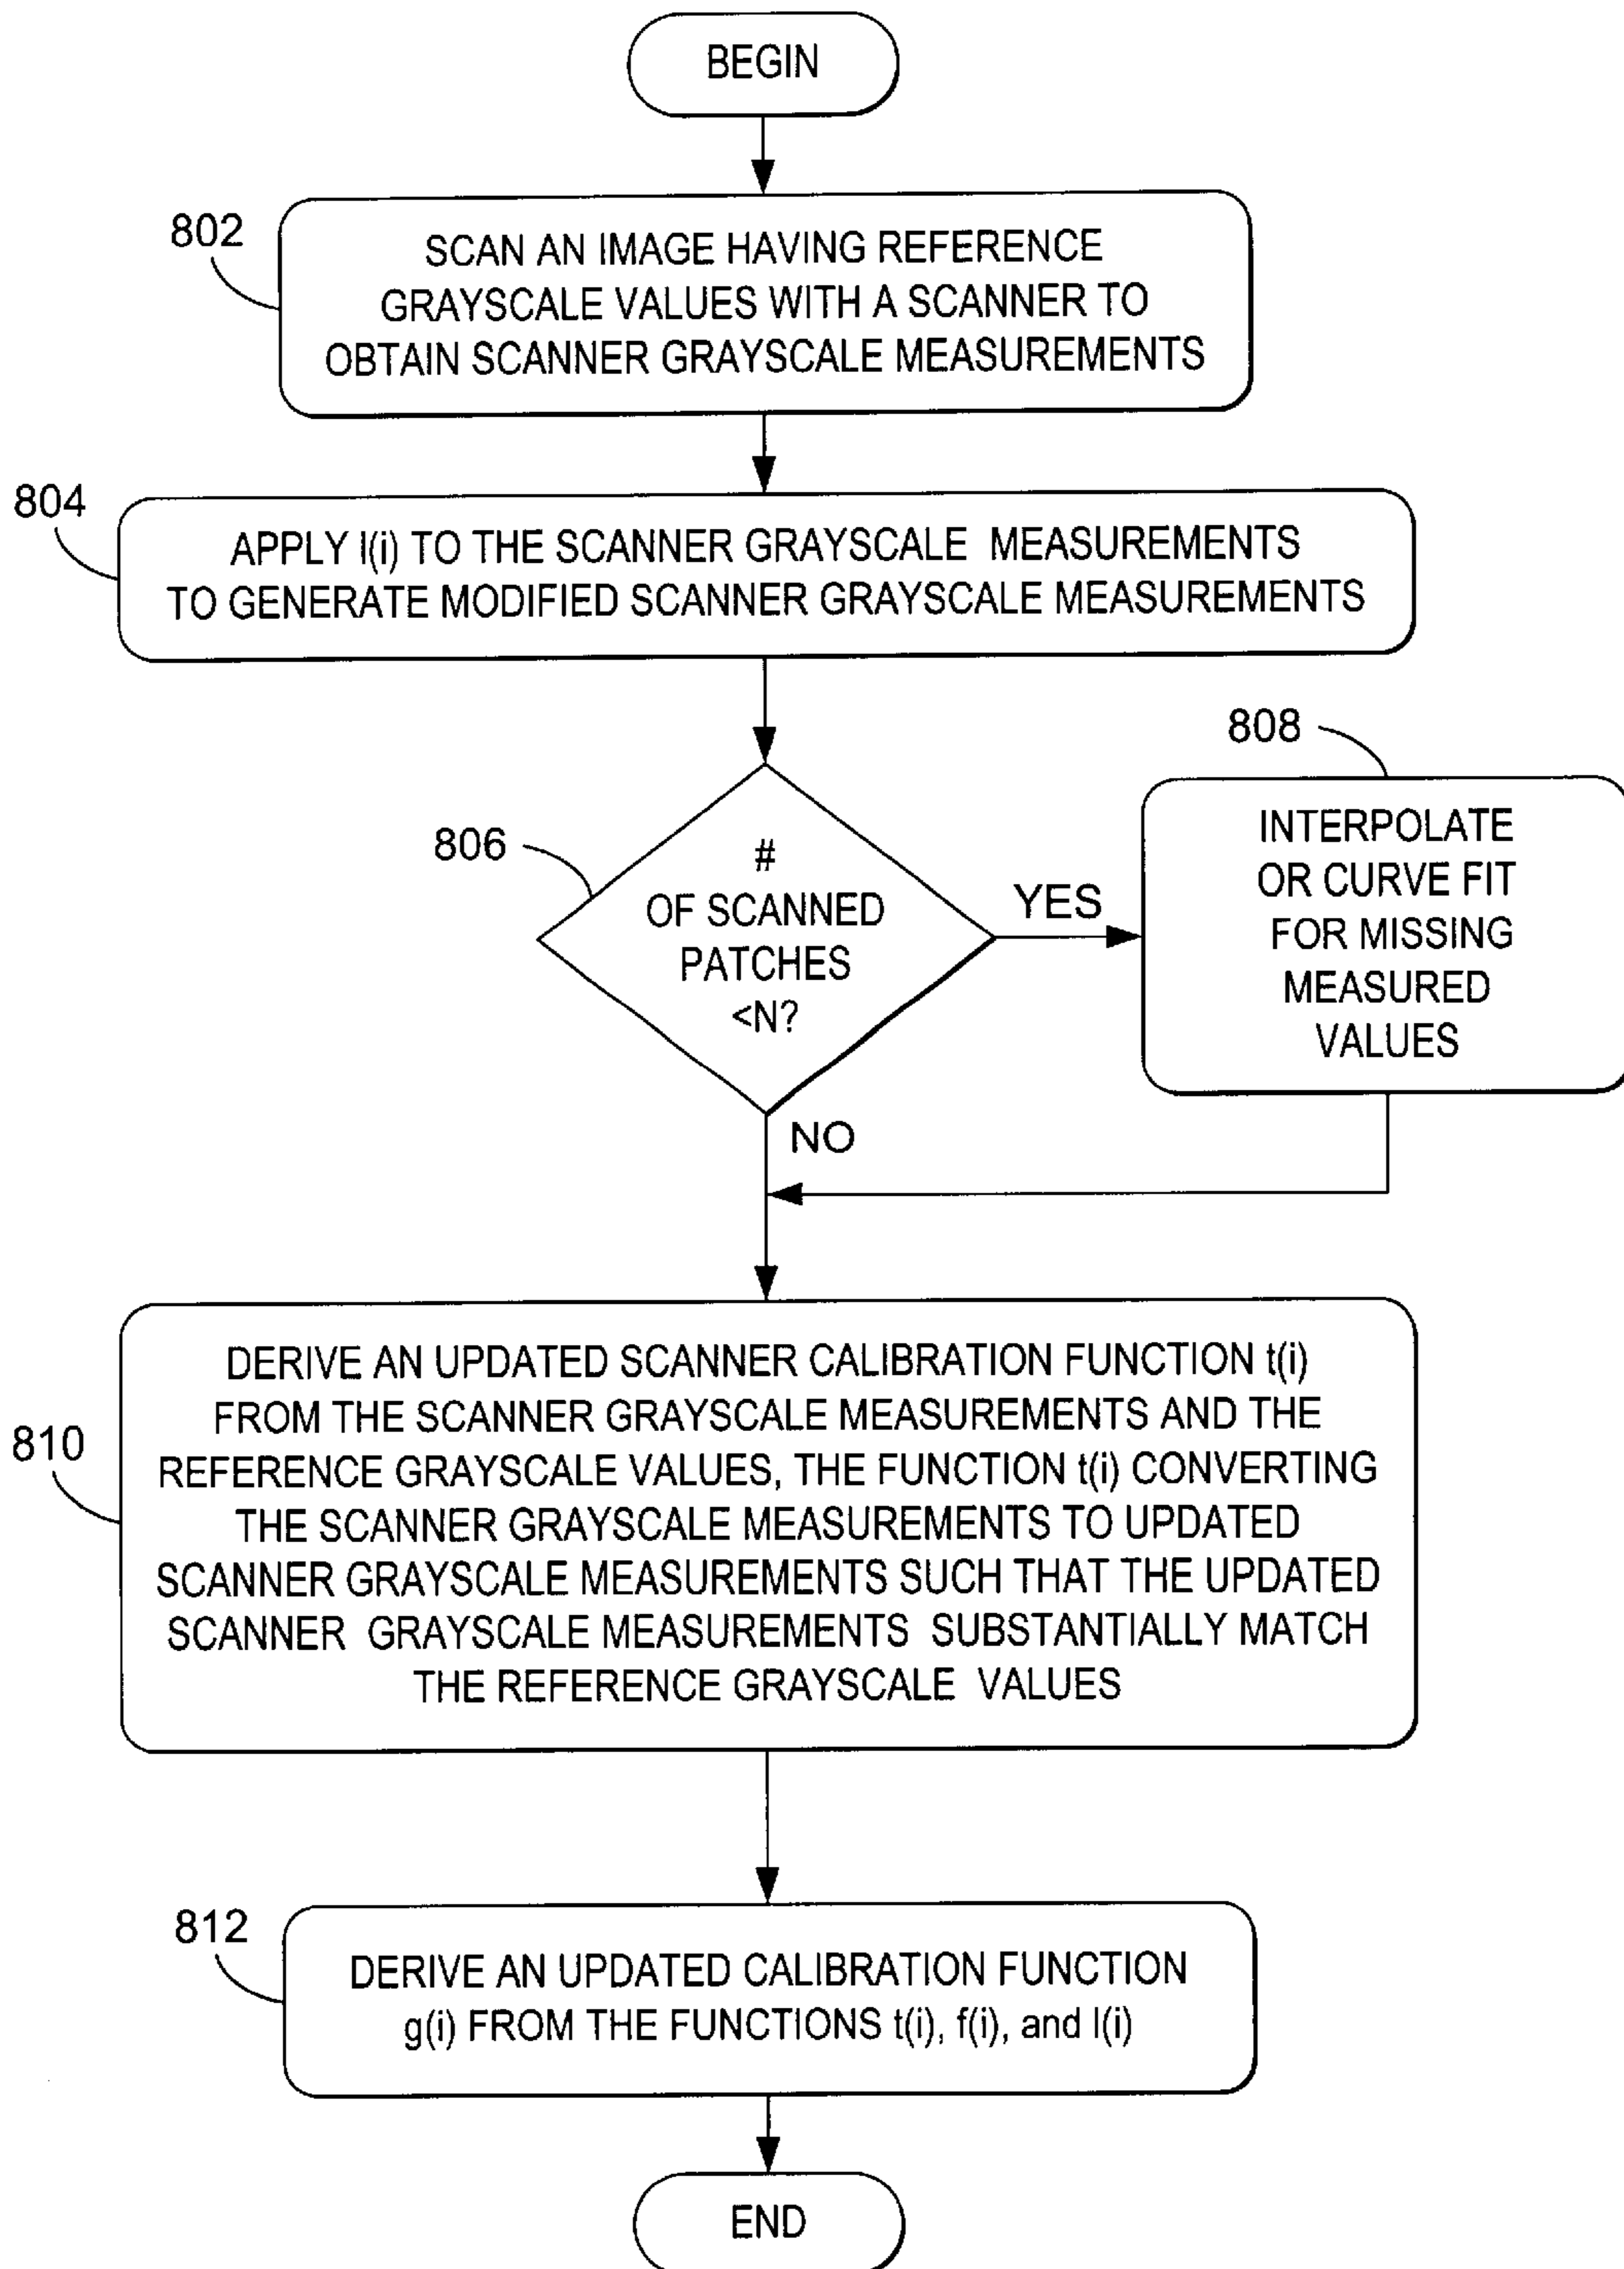 BEGIN
802
SCAN AN IMAGE HAVING REFERENCE
GRAYSCALE VALUES WITH A SCANNER TO
OBTAIN SCANNER GRAYSCALE MEASUREMENTS
804
APPLY l(i) TO THE SCANNER GRAYSCALE MEASUREMENTS
TO GENERATE MODIFIED SCANNER GRAYSCALE MEASUREMENTS
806
#
OF SCANNED
PATCHES
<N?
YES
808
INTERPOLATE
OR CURVE FIT
FOR MISSING
MEASURED
VALUES
NO
810
DERIVE AN UPDATED SCANNER CALIBRATION FUNCTION t(i)
FROM THE SCANNER GRAYSCALE MEASUREMENTS AND THE
REFERENCE GRAYSCALE VALUES, THE FUNCTION t(i) CONVERTING
THE SCANNER GRAYSCALE MEASUREMENTS TO UPDATED
SCANNER GRAYSCALE MEASUREMENTS SUCH THAT THE UPDATED
SCANNER GRAYSCALE MEASUREMENTS SUBSTANTIALLY MATCH
THE REFERENCE GRAYSCALE VALUES
812
DERIVE AN UPDATED CALIBRATION FUNCTION
g(i) FROM THE FUNCTIONS t(i), f(i), and l(i)
END